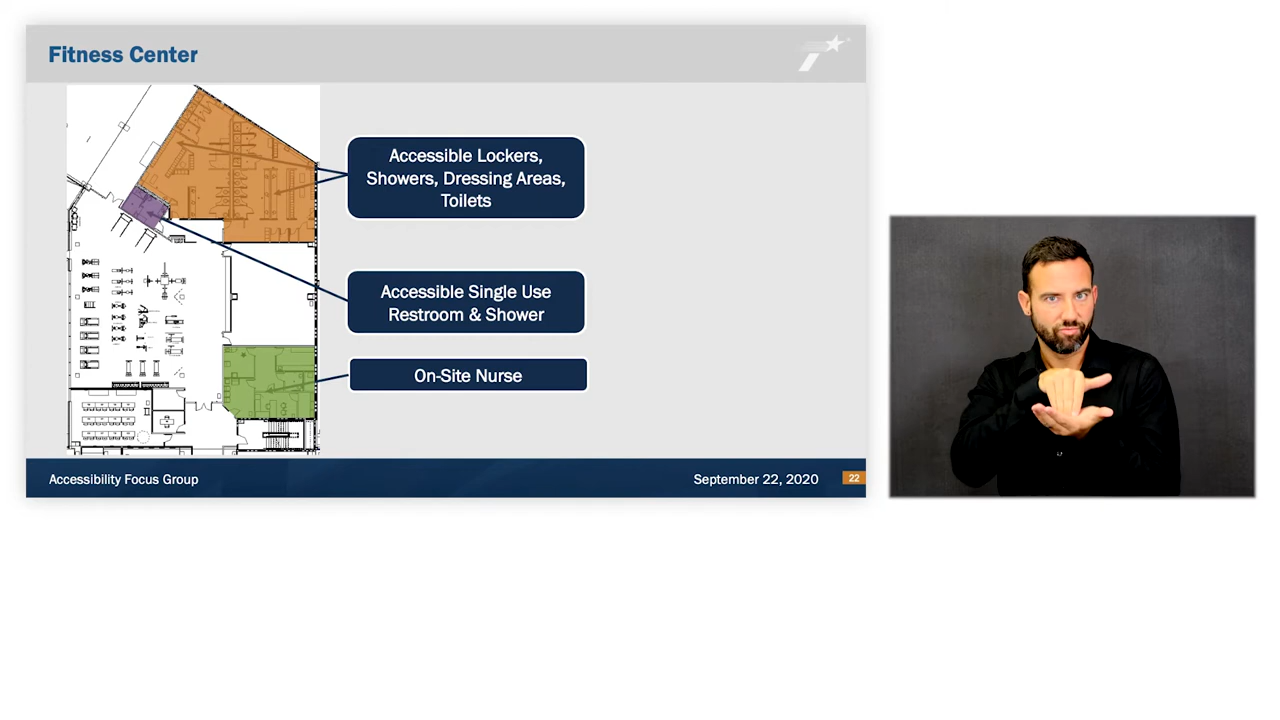 Fitness Center
Accessible Lockers,
Showers, Dressing Areas,
Toilets
Accessible Single Use
Restroom & Shower
On-Site Nurse
Accessibility Focus Group
September 22, 2020
22